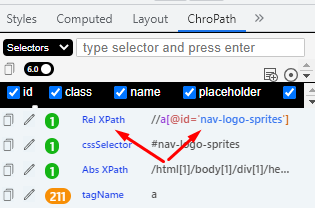 Styles Computed Layout ChroPath
Selectors type selector and press enter
6.0
id class name placeholder
1 Rel XPath //a[@id='nav-logo-sprites']
1 cssSelector #nav-logo-sprites
1 Abs XPath /html[1]/body[1]/div[1]/he...
211 tagName a